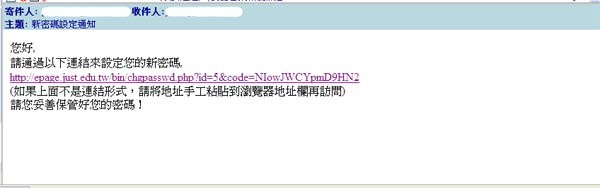 寄件人: 收件人:
主題: 新密碼設定通知
您好,
請通過以下連結來設定您的新密碼,
http://epage.just.edu.tw/bin/chgpasswd.php?id=5&code=NIowJWCYpmD9HN2
(如果上面不是連結形式，請將地址手工粘貼到瀏覽器地址欄再訪問)
請您妥善保管好您的密碼！